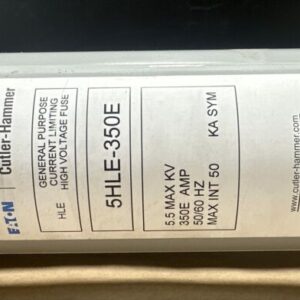 EATON | Cutler-Hammer
HLE
GENERAL PURPOSE
CURRENT LIMITING
HIGH VOLTAGE FUSE
5HLE-350E
5.5 MAX KV
350E AMP
50/60 HZ
MAX INT 50 KA SYM
www.cutler-hammer